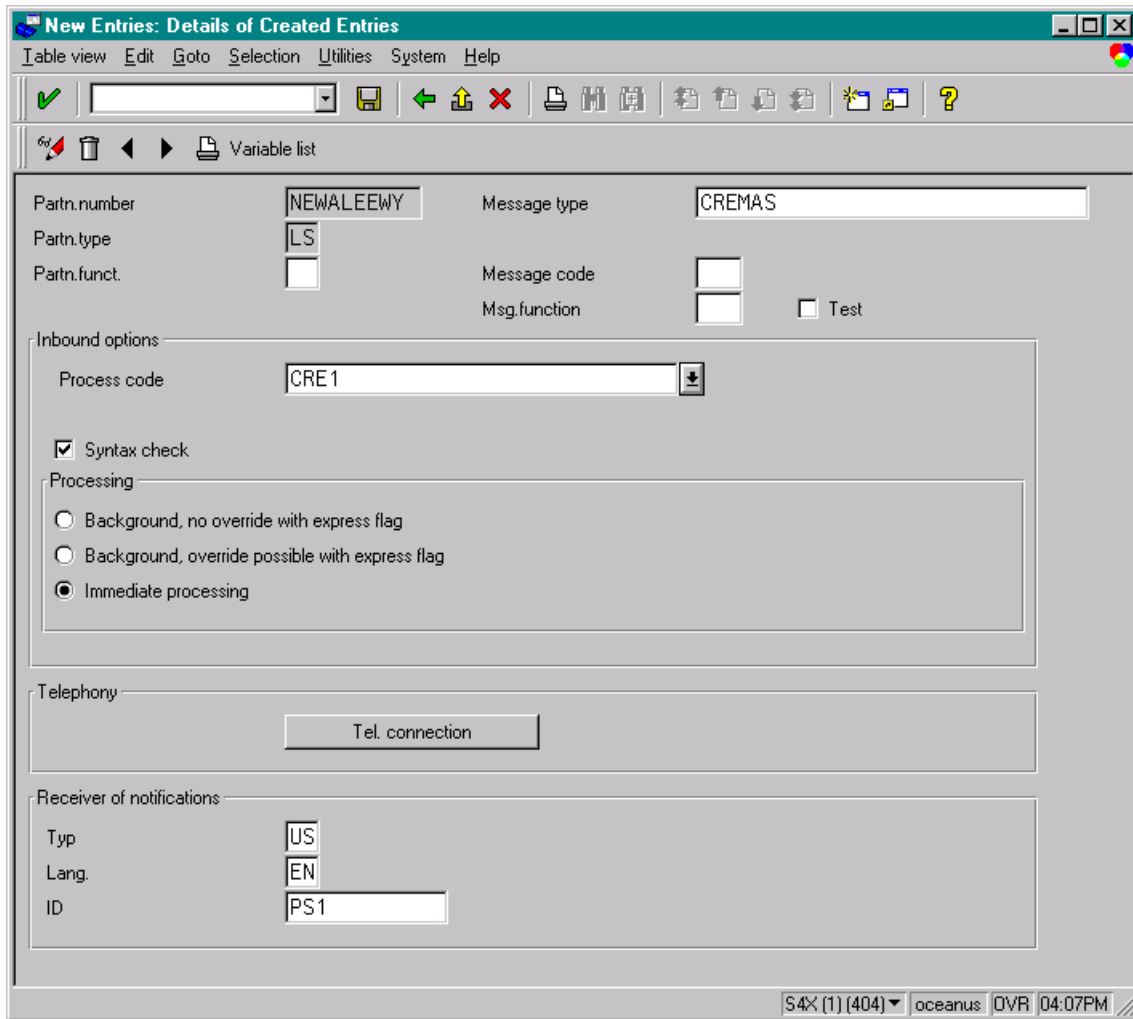 New Entries: Details of Created Entries
Table view Edit Goto Selection Utilities System Help
Variable list
Partn.number NEWALEEWY Message type CREMAS
Partn.type LS
Partn.funct. Message code
Msg.function Test
Inbound options
Process code CRE1
Syntax check
Processing
Background, no override with express flag
Background, override possible with express flag
Immediate processing
Telephony
Tel. connection
Receiver of notifications
Typ US
Lang. EN
ID PS1
S4X (1) (404) oceanus OVR 04:07PM